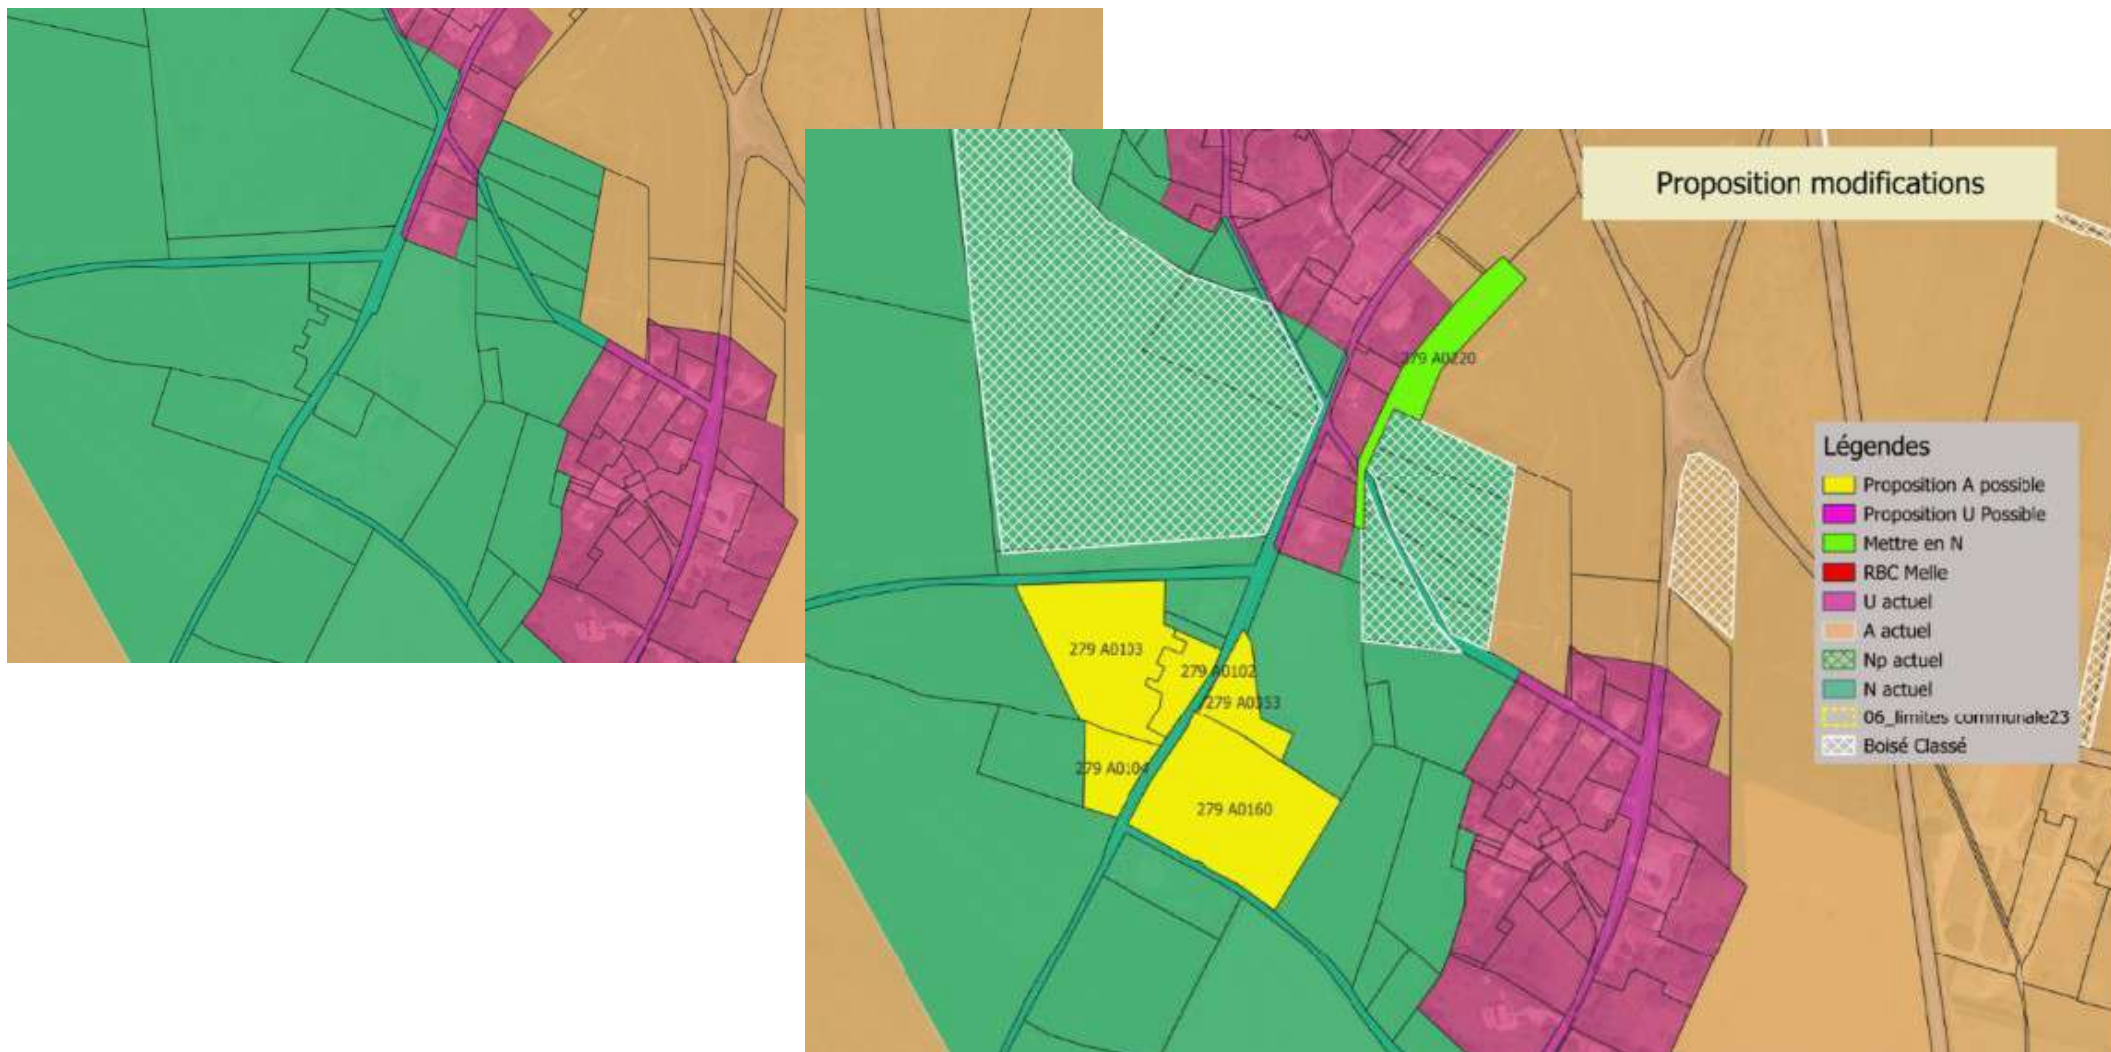 Proposition modifications
279 A0220
Légendes
Proposition A possible
Proposition U Possible
Mettre en N
RBC Melle
U actuel
A actuel
Np actuel
N actuel
06_limites communale23
Boisé Classé
279 A0103
279 A0102
279 A0353
279 A0104
279 A0160